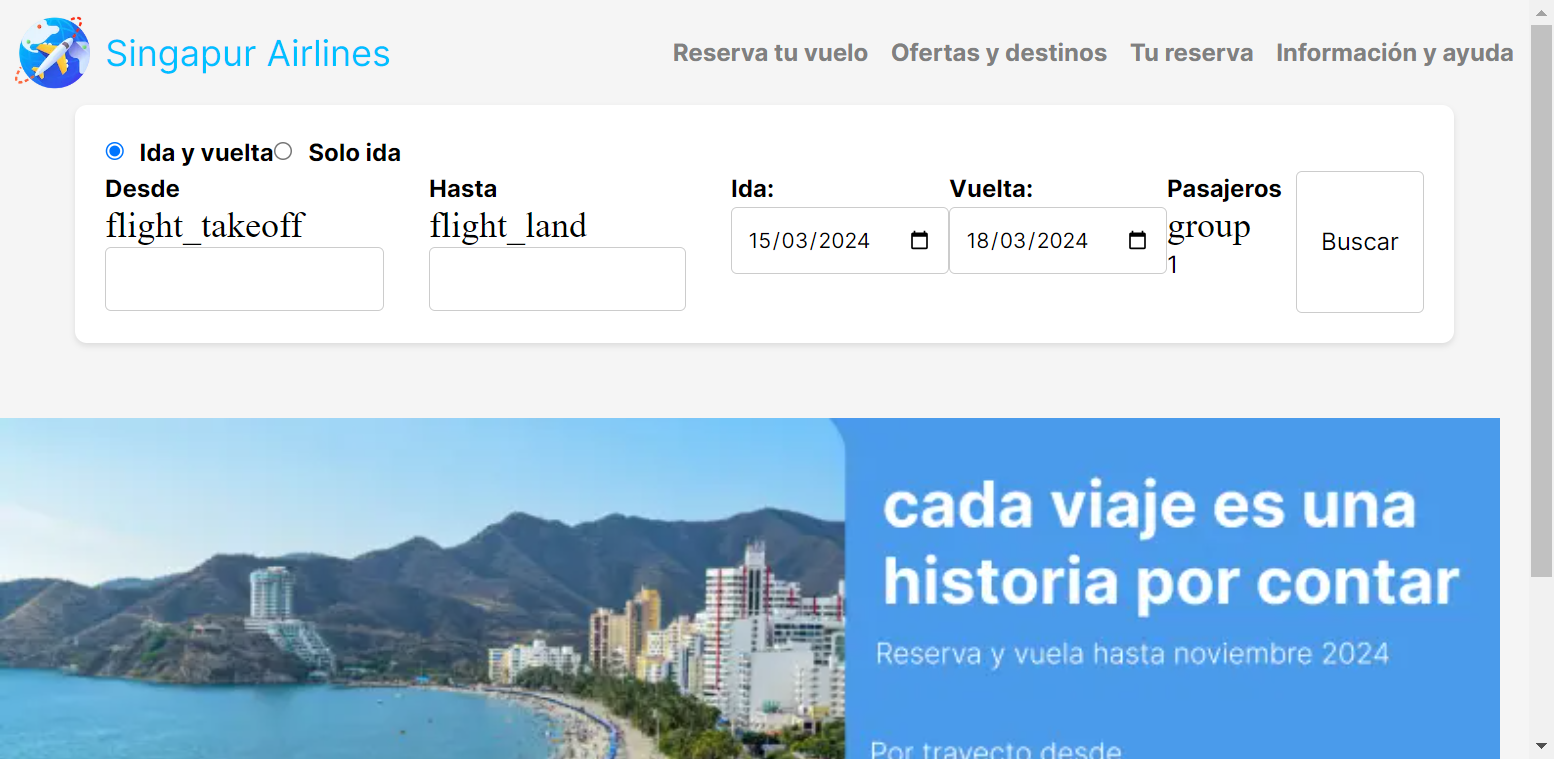 Singapur Airlines
Reserva tu vuelo Ofertas y destinos Tu reserva Información y ayuda
Ida y vuelta Solo ida
Desde Hasta Ida: Vuelta: Pasajeros
flight_takeoff flight_land group
15/03/2024 18/03/2024 Buscar
1
cada viaje es una
historia por contar
Reserva y vuela hasta noviembre 2024
Por trayecto desde